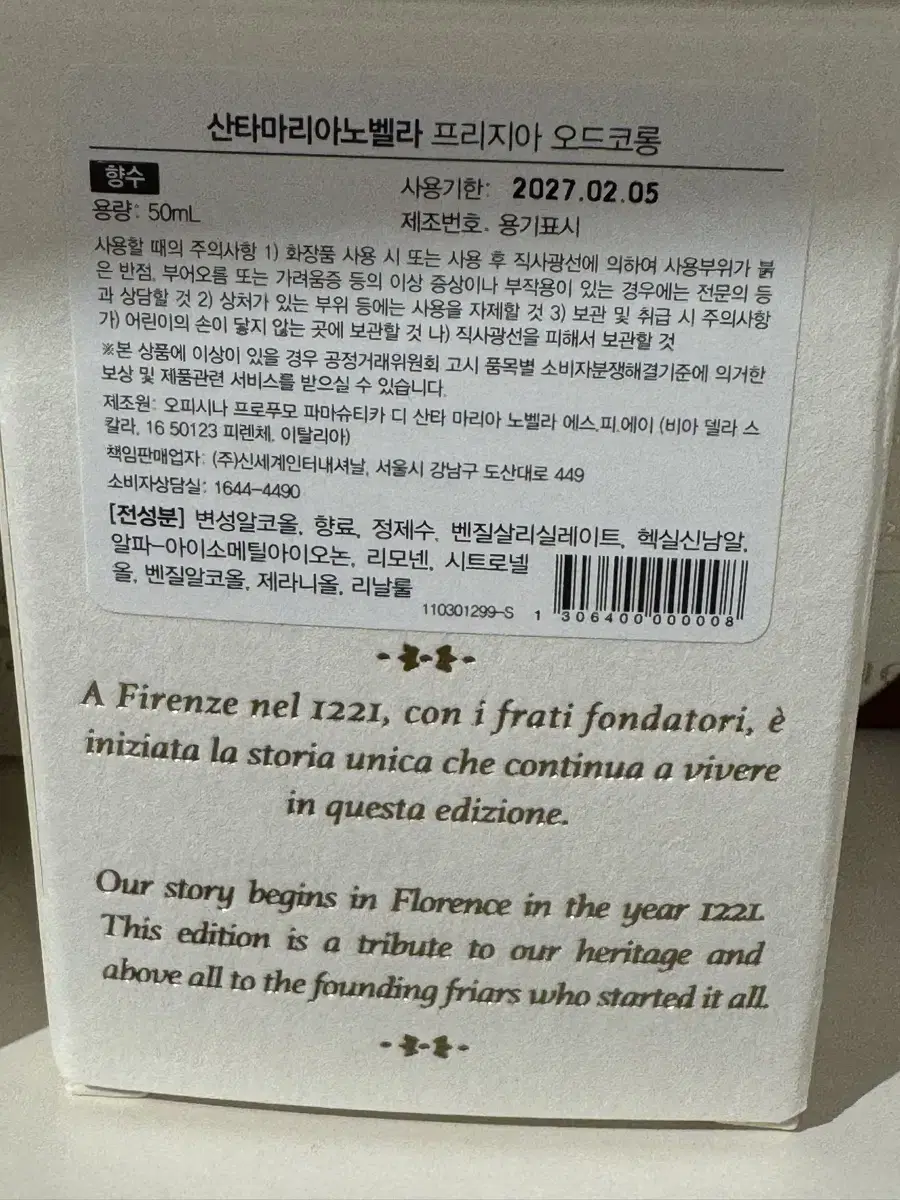 산타마리아노벨라 프리지아 오드코롱
향수
사용기한: 2027.02.05
용량: 50mL
제조번호. 용기표시
사용할 때의 주의사항 1) 화장품 사용 시 또는 사용 후 직사광선에 의하여 사용부위가 붉
은 반점, 부어오름 또는 가려움증 등의 이상 증상이나 부작용이 있는 경우에는 전문의 등
과 상담할 것 2) 상처가 있는 부위 등에는 사용을 자제할 것 3) 보관 및 취급 시 주의사항
가) 어린이의 손이 닿지 않는 곳에 보관할 것 나) 직사광선을 피해서 보관할 것
※본 상품에 이상이 있을 경우 공정거래위원회 고시 품목별 소비자분쟁해결기준에 의거한
보상 및 제품관련 서비스를 받으실 수 있습니다.
제조원: 오피시나 프로푸모 파마슈티카 디 산타 마리아 노벨라 에스.피.에이 (비아 델라 스
칼라, 16 50123 피렌체, 이탈리아)
책임판매업자: (주)신세계인터내셔날, 서울시 강남구 도산대로 449
소비자상담실: 1644-4490
[전성분] 변성알코올, 향료, 정제수, 벤질살리실레이트, 헥실신남알,
알파-아이소메틸아이오논, 리모넨, 시트로넬
올, 벤질알코올, 제라니올, 리날룰
110301299-S
1 306400 000008
A Firenze nel 1221, con i frati fondatori, è
iniziata la storia unica che continua a vivere
in questa edizione.
Our story begins in Florence in the year 1221.
This edition is a tribute to our heritage and
above all to the founding friars who started it all.